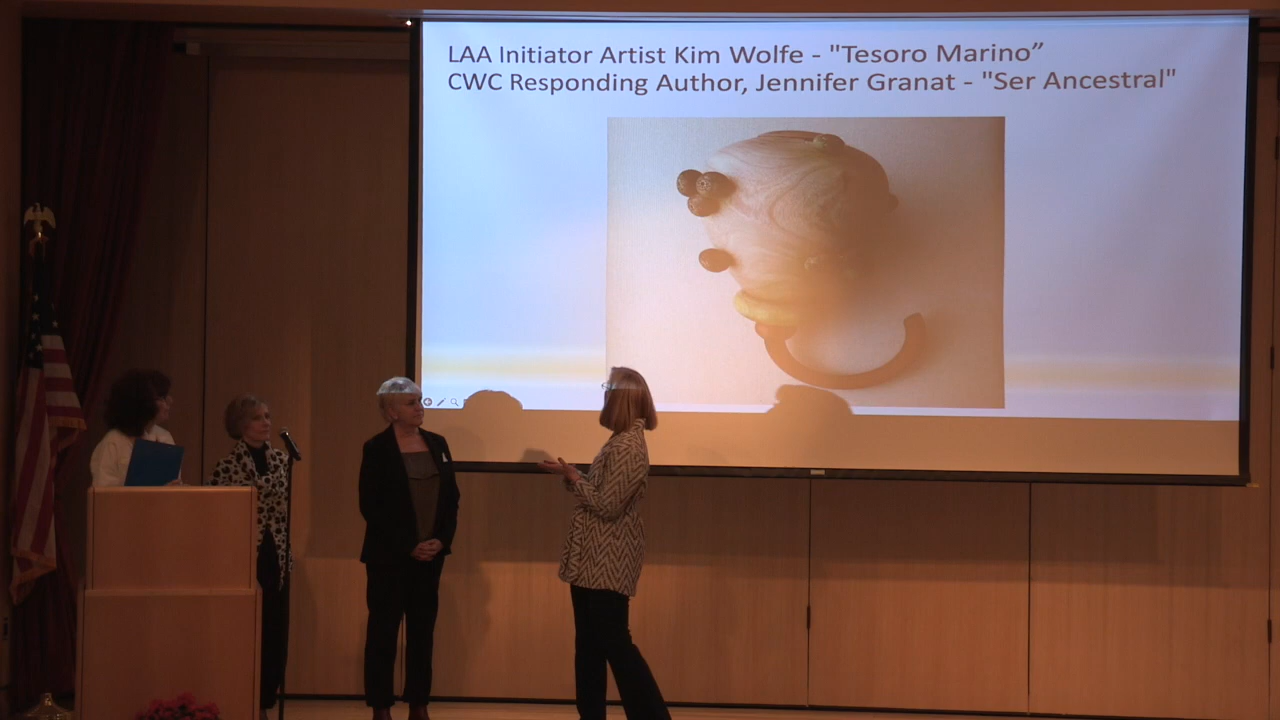 LAA Initiator Artist Kim Wolfe - "Tesoro Marino”
CWC Responding Author, Jennifer Granat - "Ser Ancestral"